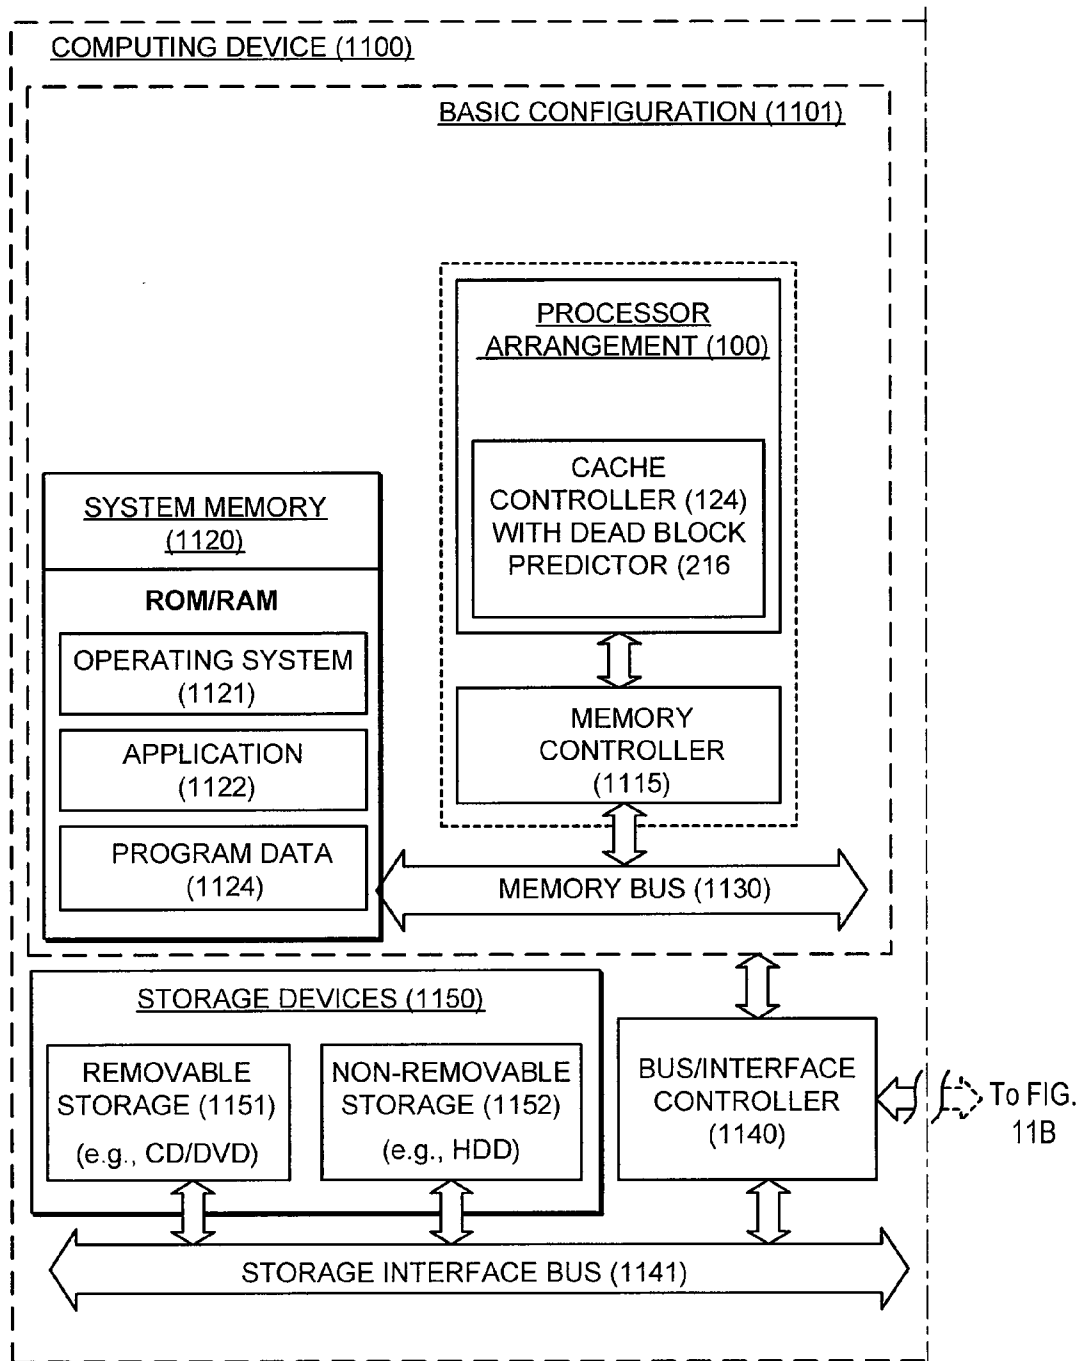 COMPUTING DEVICE (1100)
BASIC CONFIGURATION (1101)
PROCESSOR
ARRANGEMENT (100)
CACHE
CONTROLLER (124)
WITH DEAD BLOCK
PREDICTOR (216
SYSTEM MEMORY
(1120)
ROM/RAM
OPERATING SYSTEM
(1121)
APPLICATION
(1122)
PROGRAM DATA
(1124)
MEMORY
CONTROLLER
(1115)
MEMORY BUS (1130)
STORAGE DEVICES (1150)
REMOVABLE
STORAGE (1151)
(e.g., CD/DVD)
NON-REMOVABLE
STORAGE (1152)
(e.g., HDD)
BUS/INTERFACE
CONTROLLER
(1140)
To FIG.
11B
STORAGE INTERFACE BUS (1141)